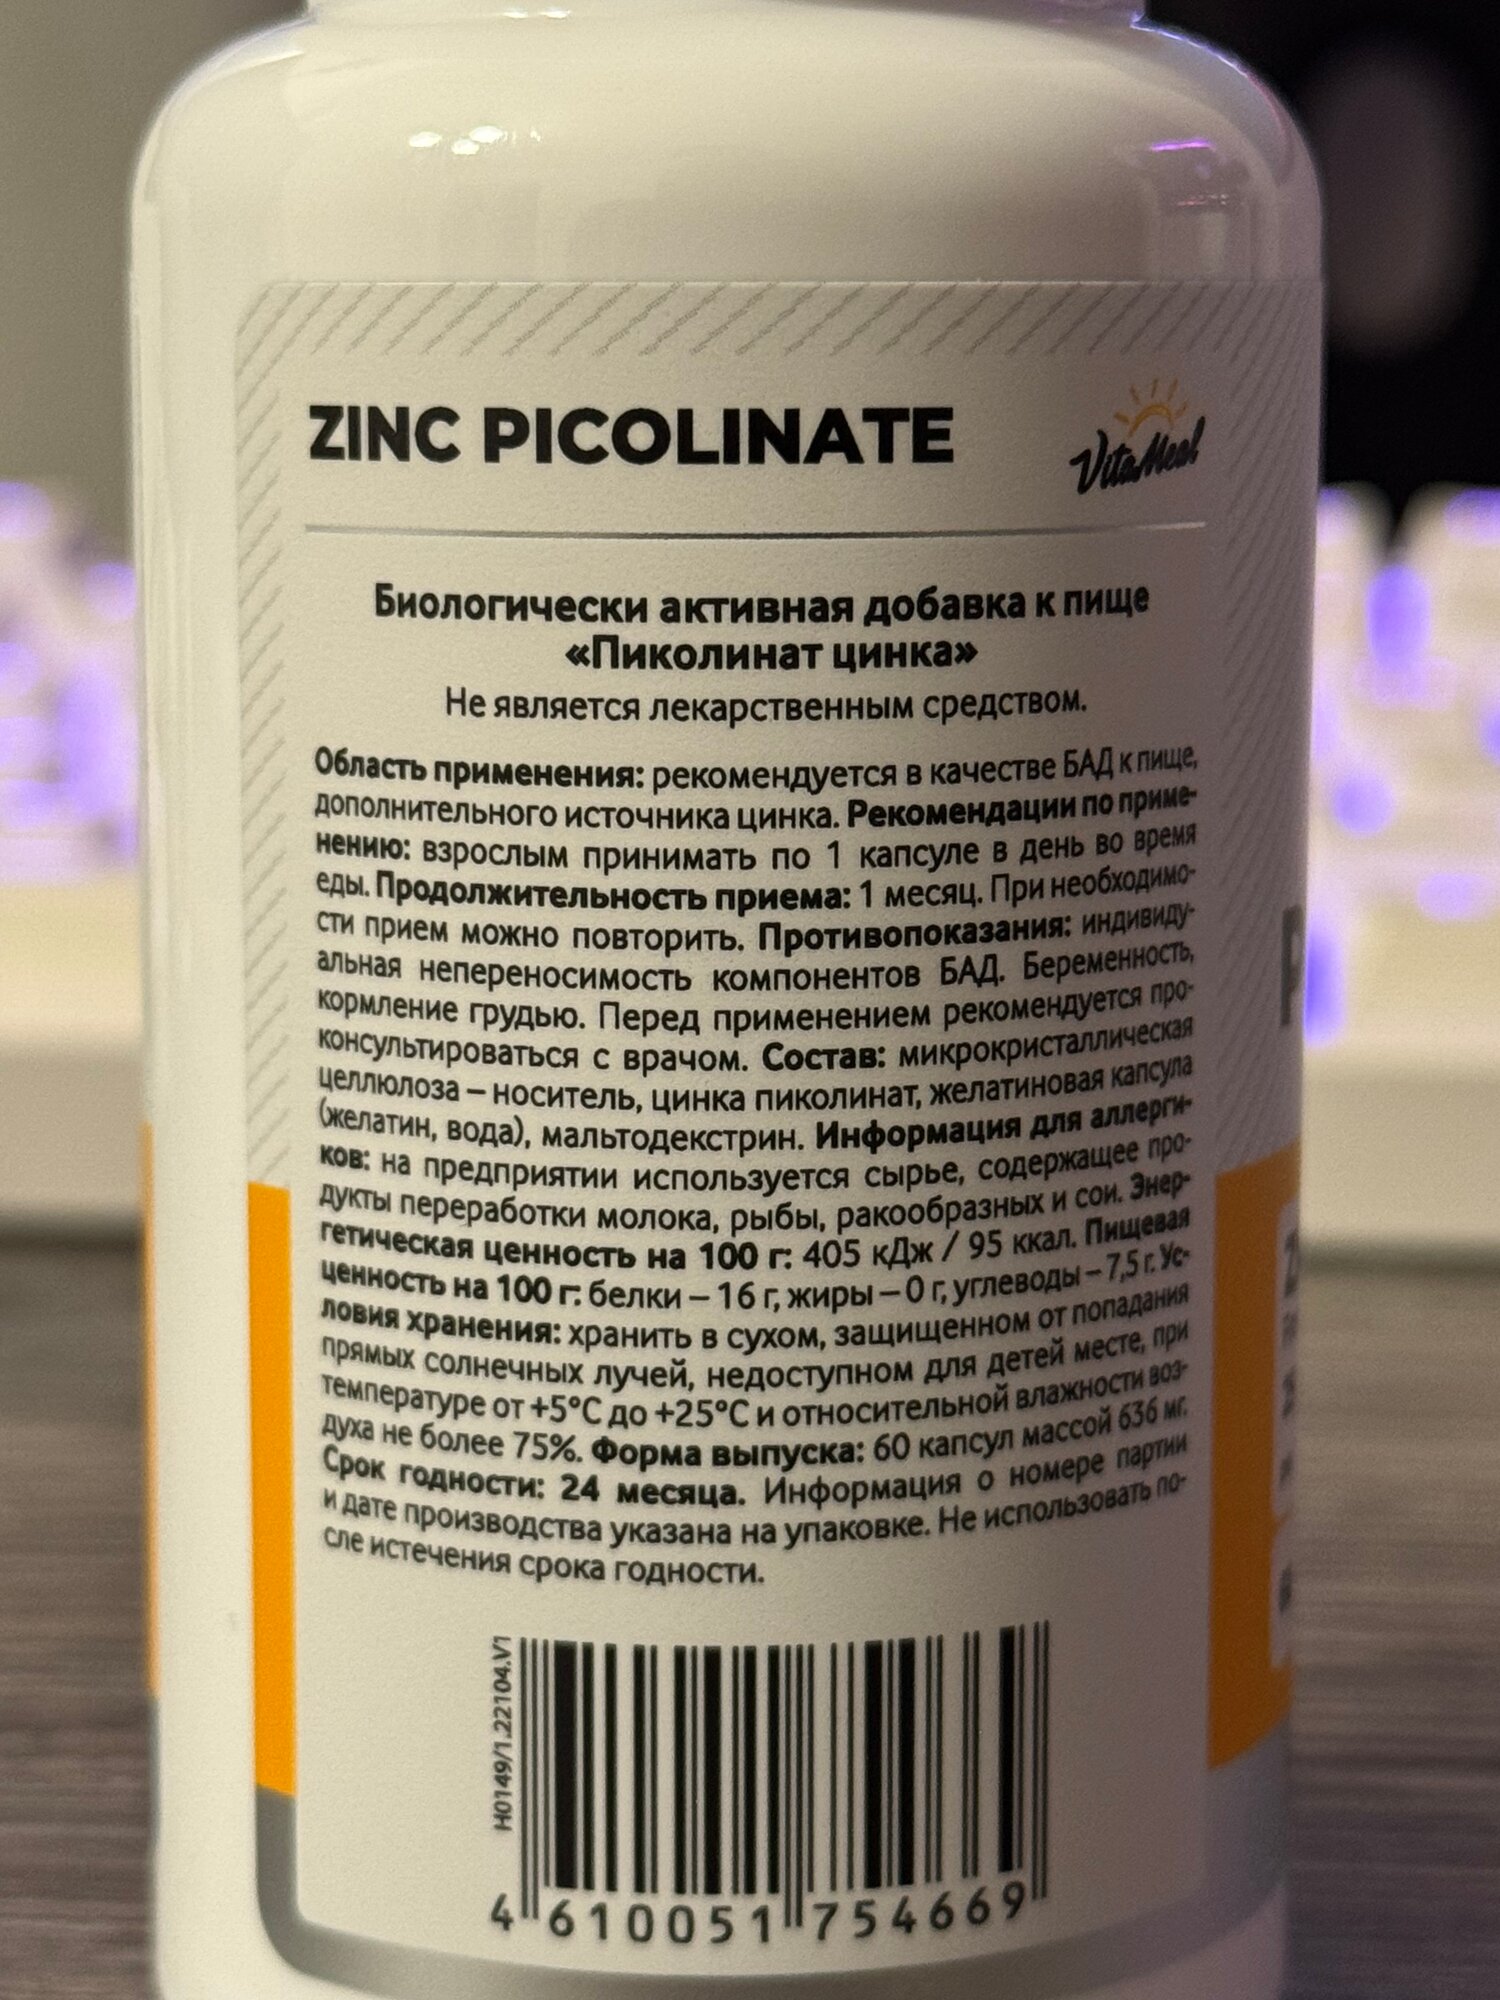 ZINC PICOLINATE
VitaMeal
Биологически активная добавка к пище
«Пиколинат цинка»
Не является лекарственным средством.
Область применения: рекомендуется в качестве БАД к пище,
дополнительного источника цинка. Рекомендации по приме-
нению: взрослым принимать по 1 капсуле в день во время
еды. Продолжительность приема: 1 месяц. При необходимо-
сти прием можно повторить. Противопоказания: индивиду-
альная непереносимость компонентов БАД. Беременность,
кормление грудью. Перед применением рекомендуется про-
консультироваться с врачом. Состав: микрокристаллическая
целлюлоза – носитель, цинка пиколинат, желатиновая капсула
(желатин, вода), мальтодекстрин. Информация для аллерги-
ков: на предприятии используется сырье, содержащее про-
дукты переработки молока, рыбы, ракообразных и сои. Энер-
гетическая ценность на 100 г: 405 кДж / 95 ккал. Пищевая
ценность на 100 г: белки – 16 г, жиры – 0 г, углеводы – 7,5 г. Ус-
ловия хранения: хранить в сухом, защищенном от попадания
прямых солнечных лучей, недоступном для детей месте, при
температуре от +5°С до +25°С и относительной влажности воз-
духа не более 75%. Форма выпуска: 60 капсул массой 636 мг.
Срок годности: 24 месяца. Информация о номере партии
и дате производства указана на упаковке. Не использовать по-
сле истечения срока годности.
H0149/1.22104.V1
4 610051 754669